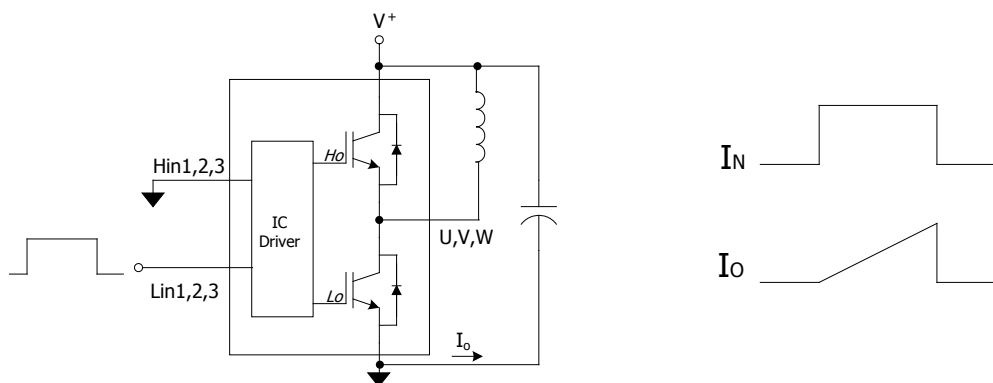 V+
Hin1,2,3
Ho
IC
Driver
U,V,W
Lin1,2,3
Lo
Io
IN
IO